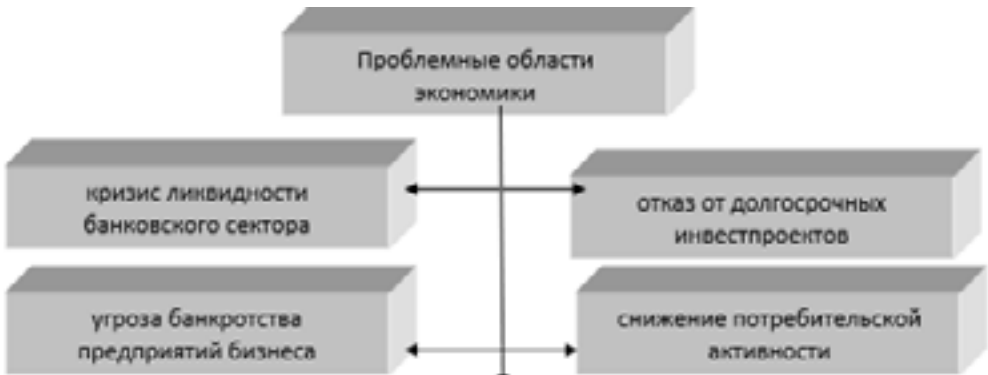 Проблемные области
экономики
кризис ликвидности
банковского сектора
отказ от долгосрочных
инвестпроектов
угроза банкротства
предприятий бизнеса
снижение потребительской
активности